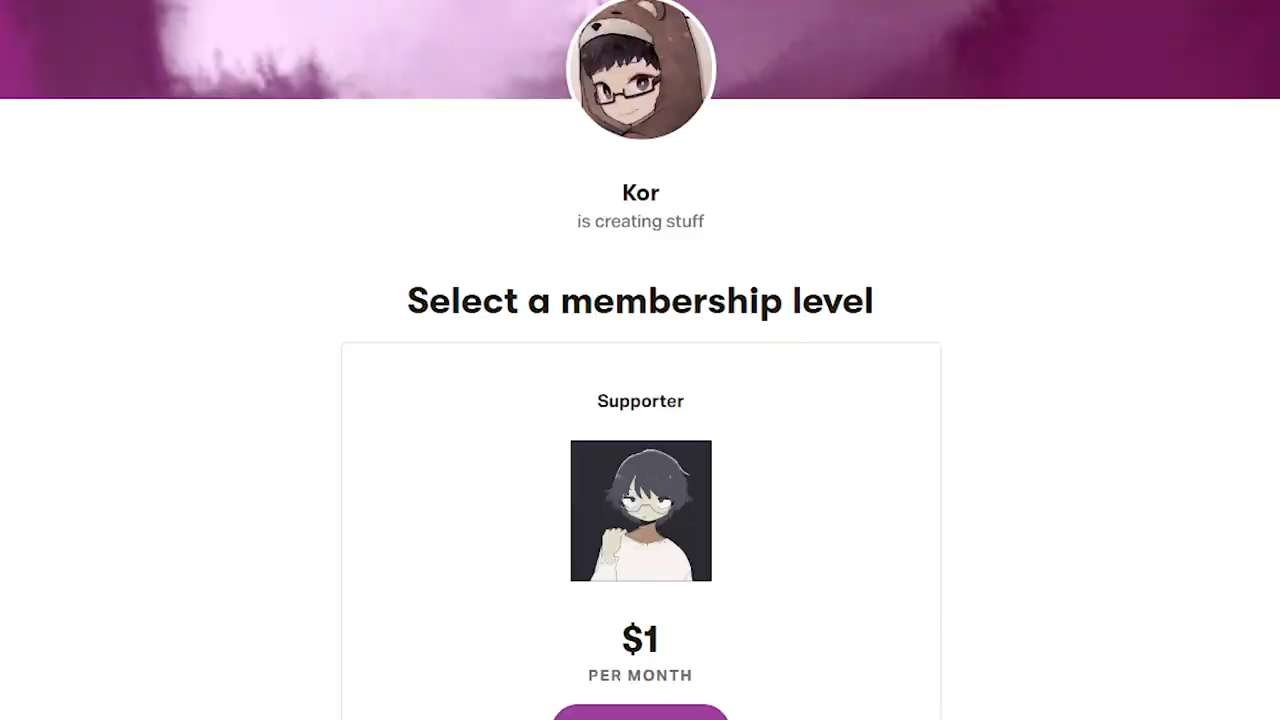 Kor
is creating stuff
Select a membership level
Supporter
$1
PER MONTH